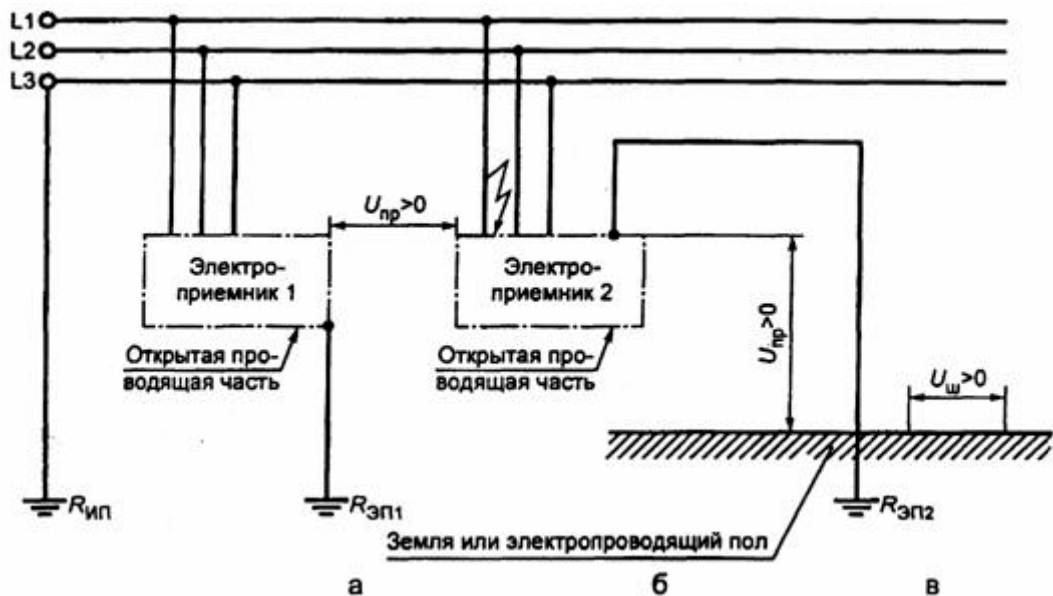 L1
L2
L3
Uпр>0
Электро-
приемник 1
Электро-
приемник 2
Открытая про-
водящая часть
Открытая про-
водящая часть
Uпр>0
Uш>0
RИП
RЭП1
RЭП2
Земля или электропроводящий пол
а
б
в